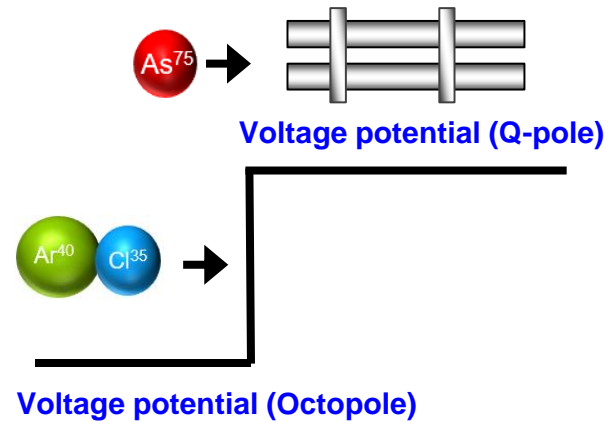 As⁷⁵
Voltage potential (Q-pole)
Ar⁴⁰
Cl³⁵
Voltage potential (Octopole)